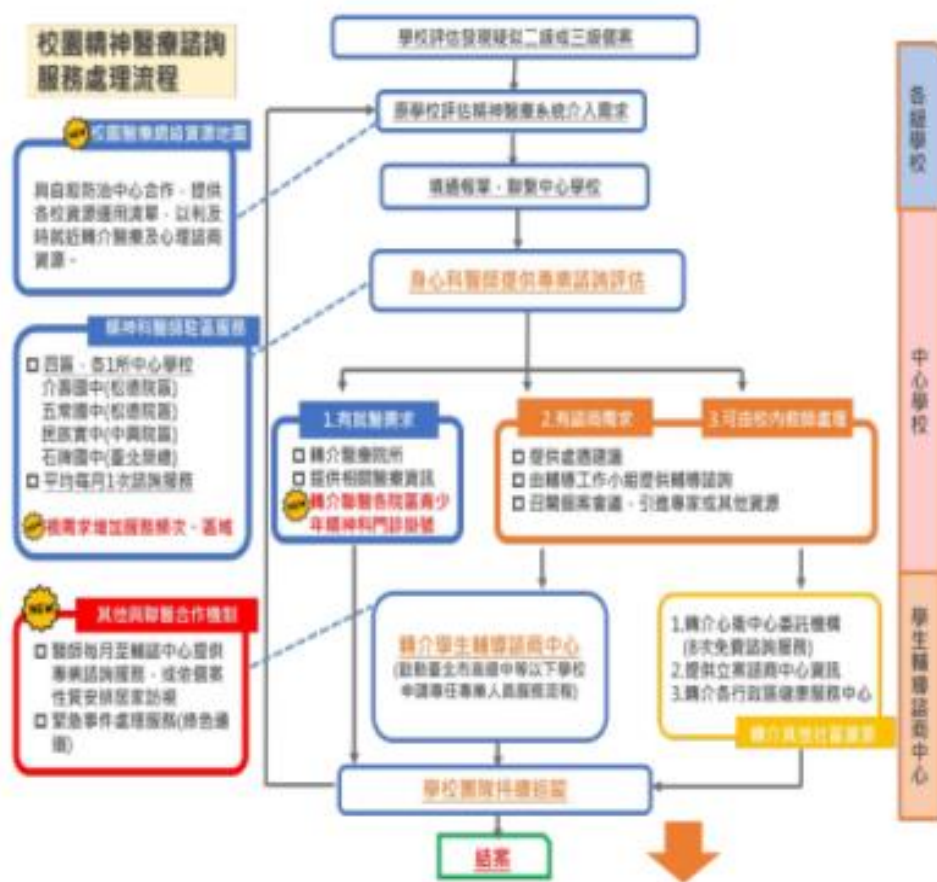 校園精神醫療諮詢
服務處理流程
學校評估發現疑似二級或三級個案
原學校評估精神醫療系統介入需求
填通報單，聯繫中心學校
身心科醫師提供專業諮詢評估
NEW
校園醫療網絡資源地圖
與自殺防治中心合作，提供
各校資源運用清單，以利及
時就近轉介醫療及心理諮商
資源。
精神科醫師駐區服務
四區，各1所中心學校
介壽國中(松德院區)
五常國中(松德院區)
民族實中(中興院區)
石牌國中(臺北榮總)
平均每月1次諮詢服務
NEW
視需求增加服務頻次、區域
1.有就醫需求
轉介醫療院所
提供相關醫療資訊
NEW
轉介聯醫各院區青少
年精神科門診掛號
2.有諮商需求
3.可由校內教師處理
提供處遇建議
由輔導工作小組提供輔導諮詢
召開個案會議，引進專家或其他資源
NEW
其他與聯醫合作機制
醫師每月至輔諮中心提供
專業諮詢服務，或依個案
性質安排居家訪視
緊急事件處理服務(綠色通
道)
轉介學生輔導諮商中心
(啟動臺北市高級中等以下學校
申請專任專業人員服務流程)
1.轉介心衛中心委託機構
(8次免費諮詢服務)
2.提供立案諮商中心資訊
3.轉介各行政區健康服務中心
轉介其他社區資源
學校團隊持續追蹤
結案
各級學校
中心學校
學生輔導諮商中心